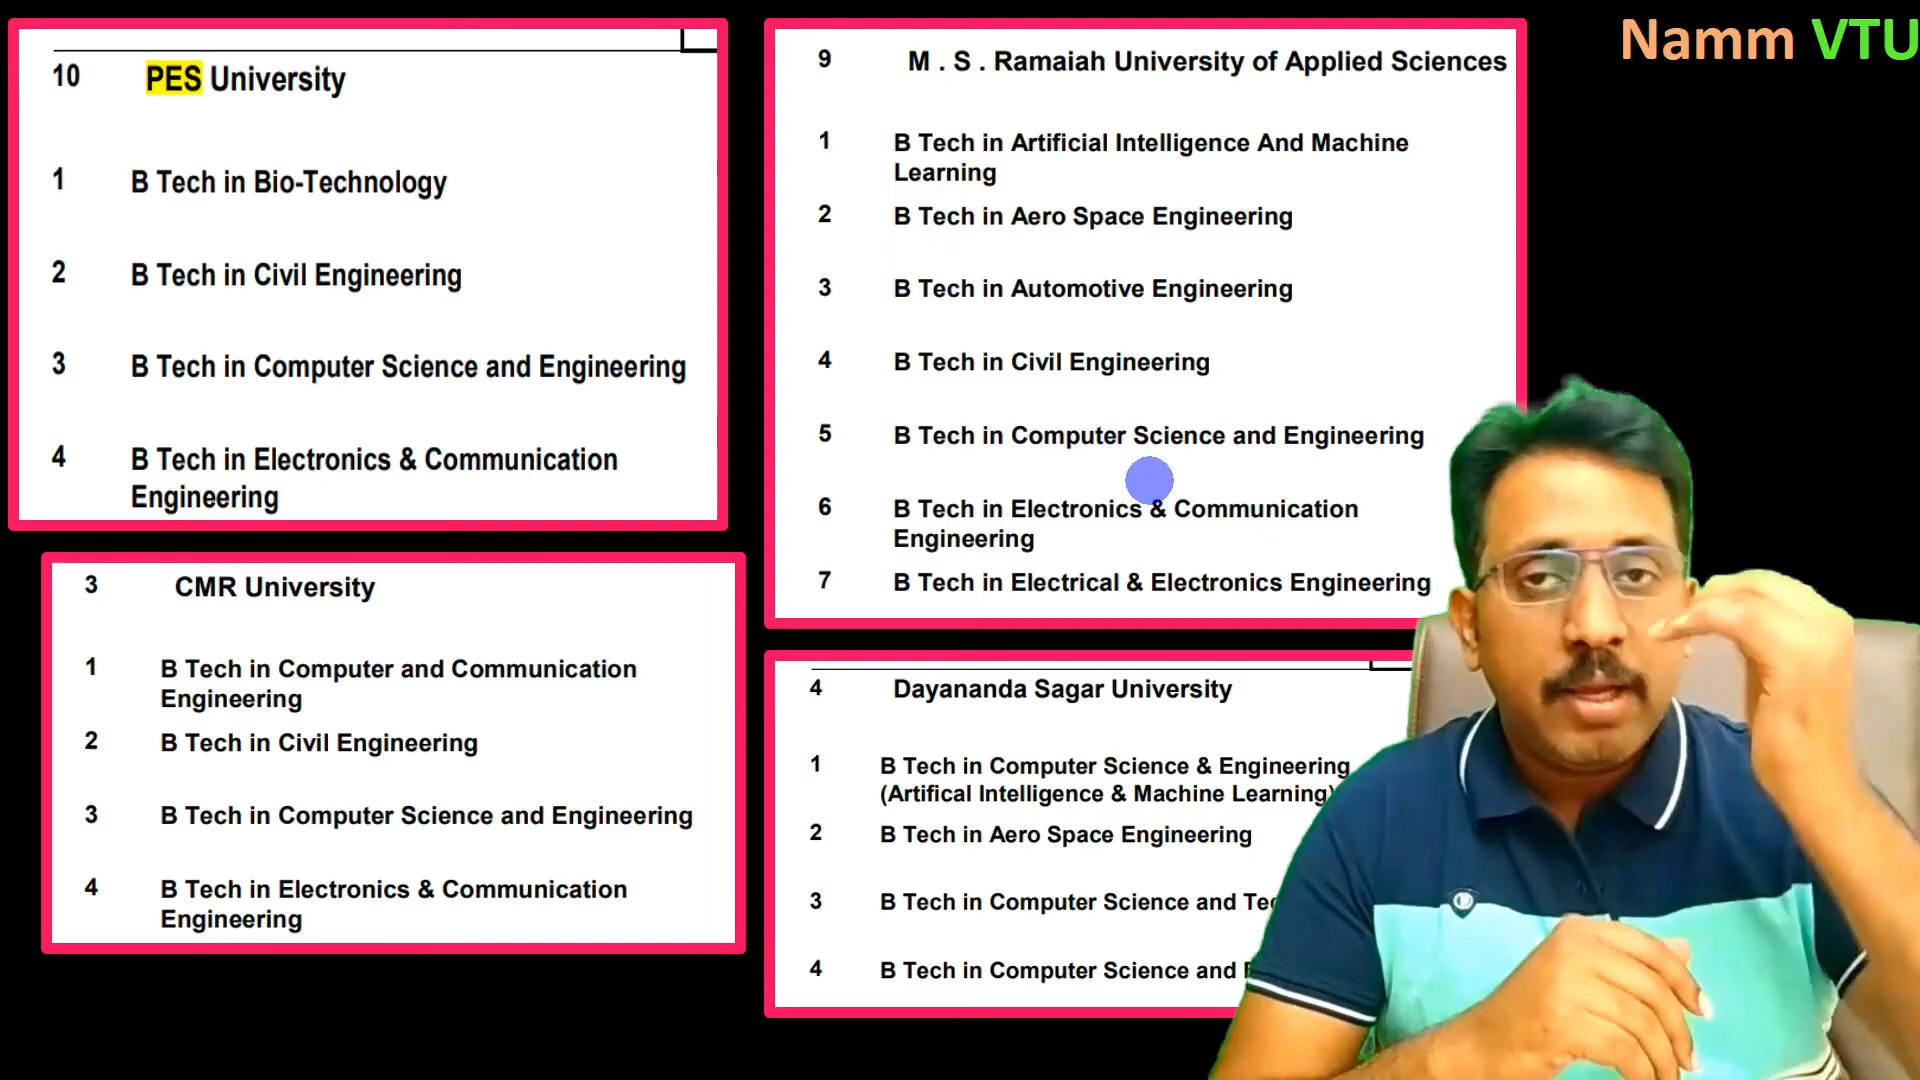 Namm VTU
10 PES University
1 B Tech in Bio-Technology
2 B Tech in Civil Engineering
3 B Tech in Computer Science and Engineering
4 B Tech in Electronics & Communication
Engineering
9 M . S . Ramaiah University of Applied Sciences
1 B Tech in Artificial Intelligence And Machine
Learning
2 B Tech in Aero Space Engineering
3 B Tech in Automotive Engineering
4 B Tech in Civil Engineering
5 B Tech in Computer Science and Engineering
6 B Tech in Electronics & Communication
Engineering
7 B Tech in Electrical & Electronics Engineering
3 CMR University
1 B Tech in Computer and Communication
Engineering
2 B Tech in Civil Engineering
3 B Tech in Computer Science and Engineering
4 B Tech in Electronics & Communication
Engineering
4 Dayananda Sagar University
1 B Tech in Computer Science & Engineering
(Artifical Intelligence & Machine Learning)
2 B Tech in Aero Space Engineering
3 B Tech in Computer Science and
4 B Tech in Computer Science and